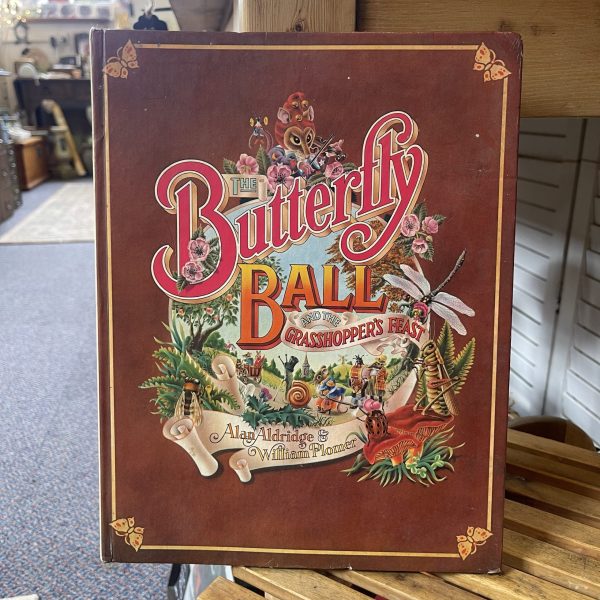 THE
Butterfly
BALL
AND THE
GRASSHOPPER'S FEAST
Alan Aldridge &
William Plomer